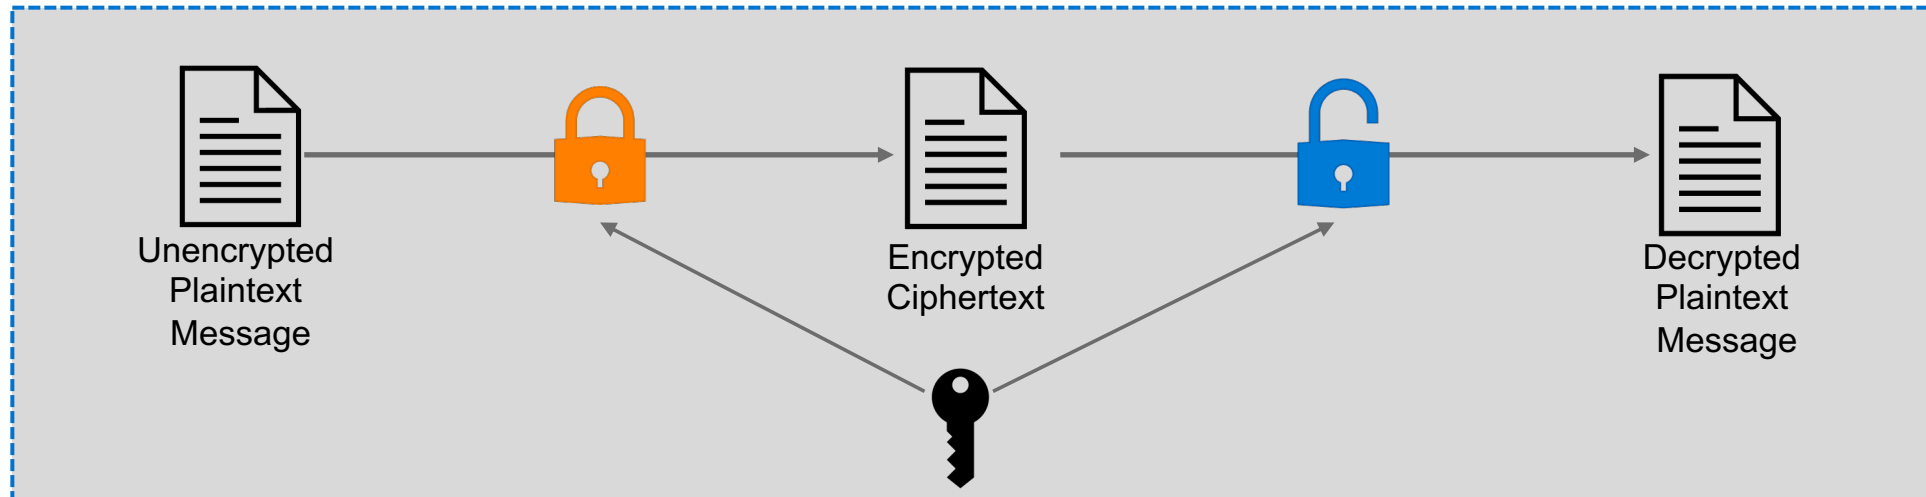 Unencrypted
Plaintext
Message
Encrypted
Ciphertext
Decrypted
Plaintext
Message